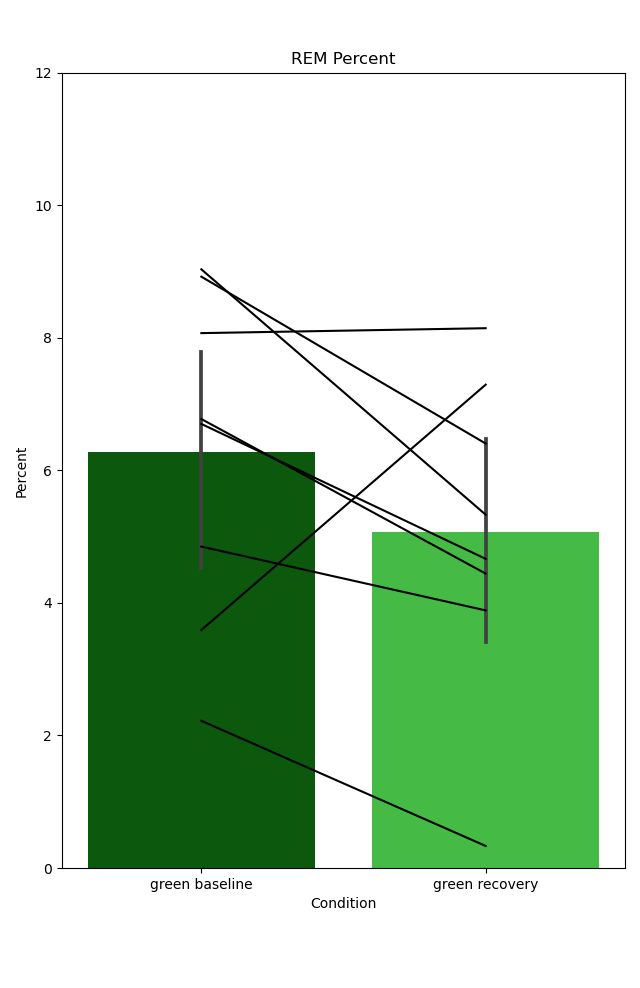 REM Percent
12
10
8
6
4
2
0
Percent
green baseline
green recovery
Condition